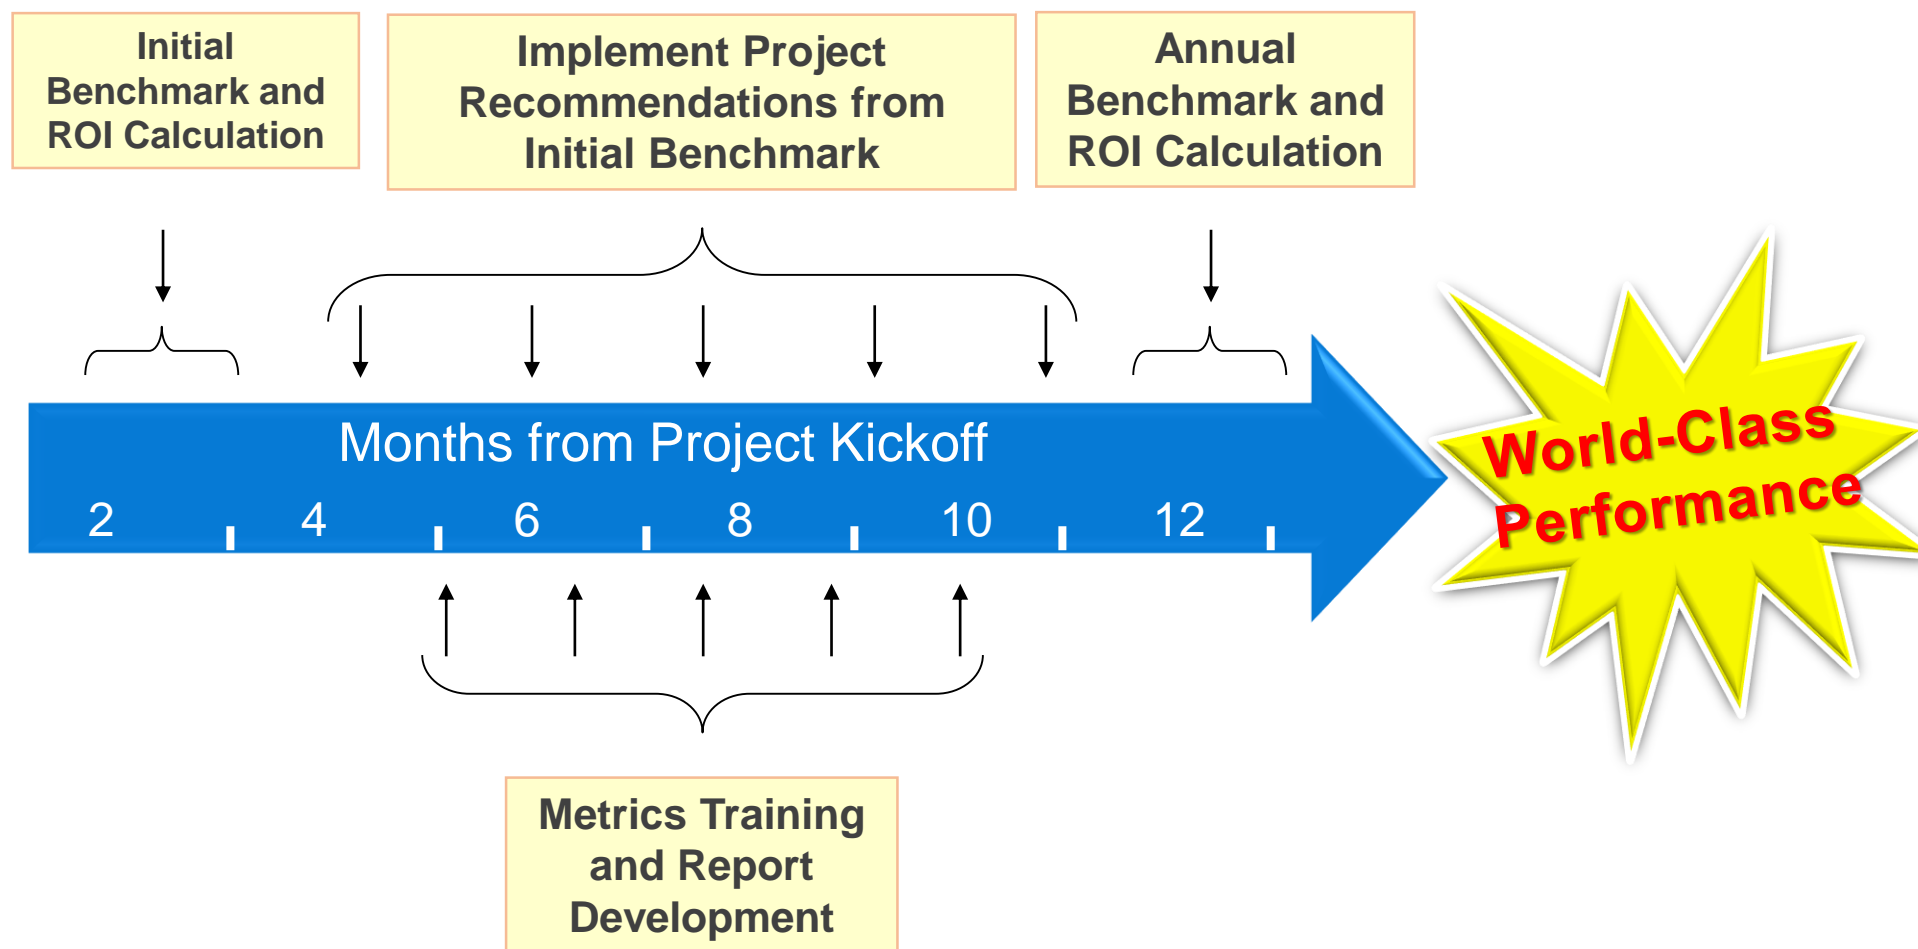 Initial
Benchmark and
ROI Calculation
Implement Project
Recommendations from
Initial Benchmark
Annual
Benchmark and
ROI Calculation
Months from Project Kickoff
2 4 6 8 10 12
World-Class
Performance
Metrics Training
and Report
Development